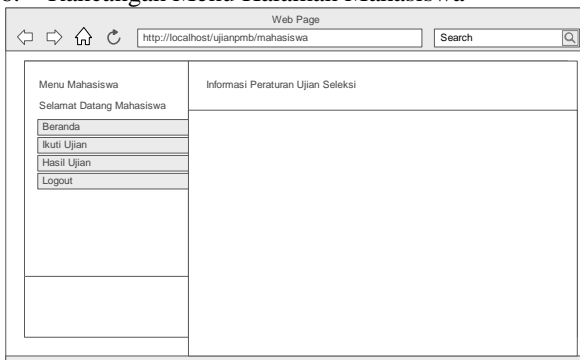 Rancangan Menu Halaman Mahasiswa
Web Page
http://localhost/ujianpmb/mahasiswa
Search
Menu Mahasiswa
Selamat Datang Mahasiswa
Beranda
Ikuti Ujian
Hasil Ujian
Logout
Informasi Peraturan Ujian Seleksi